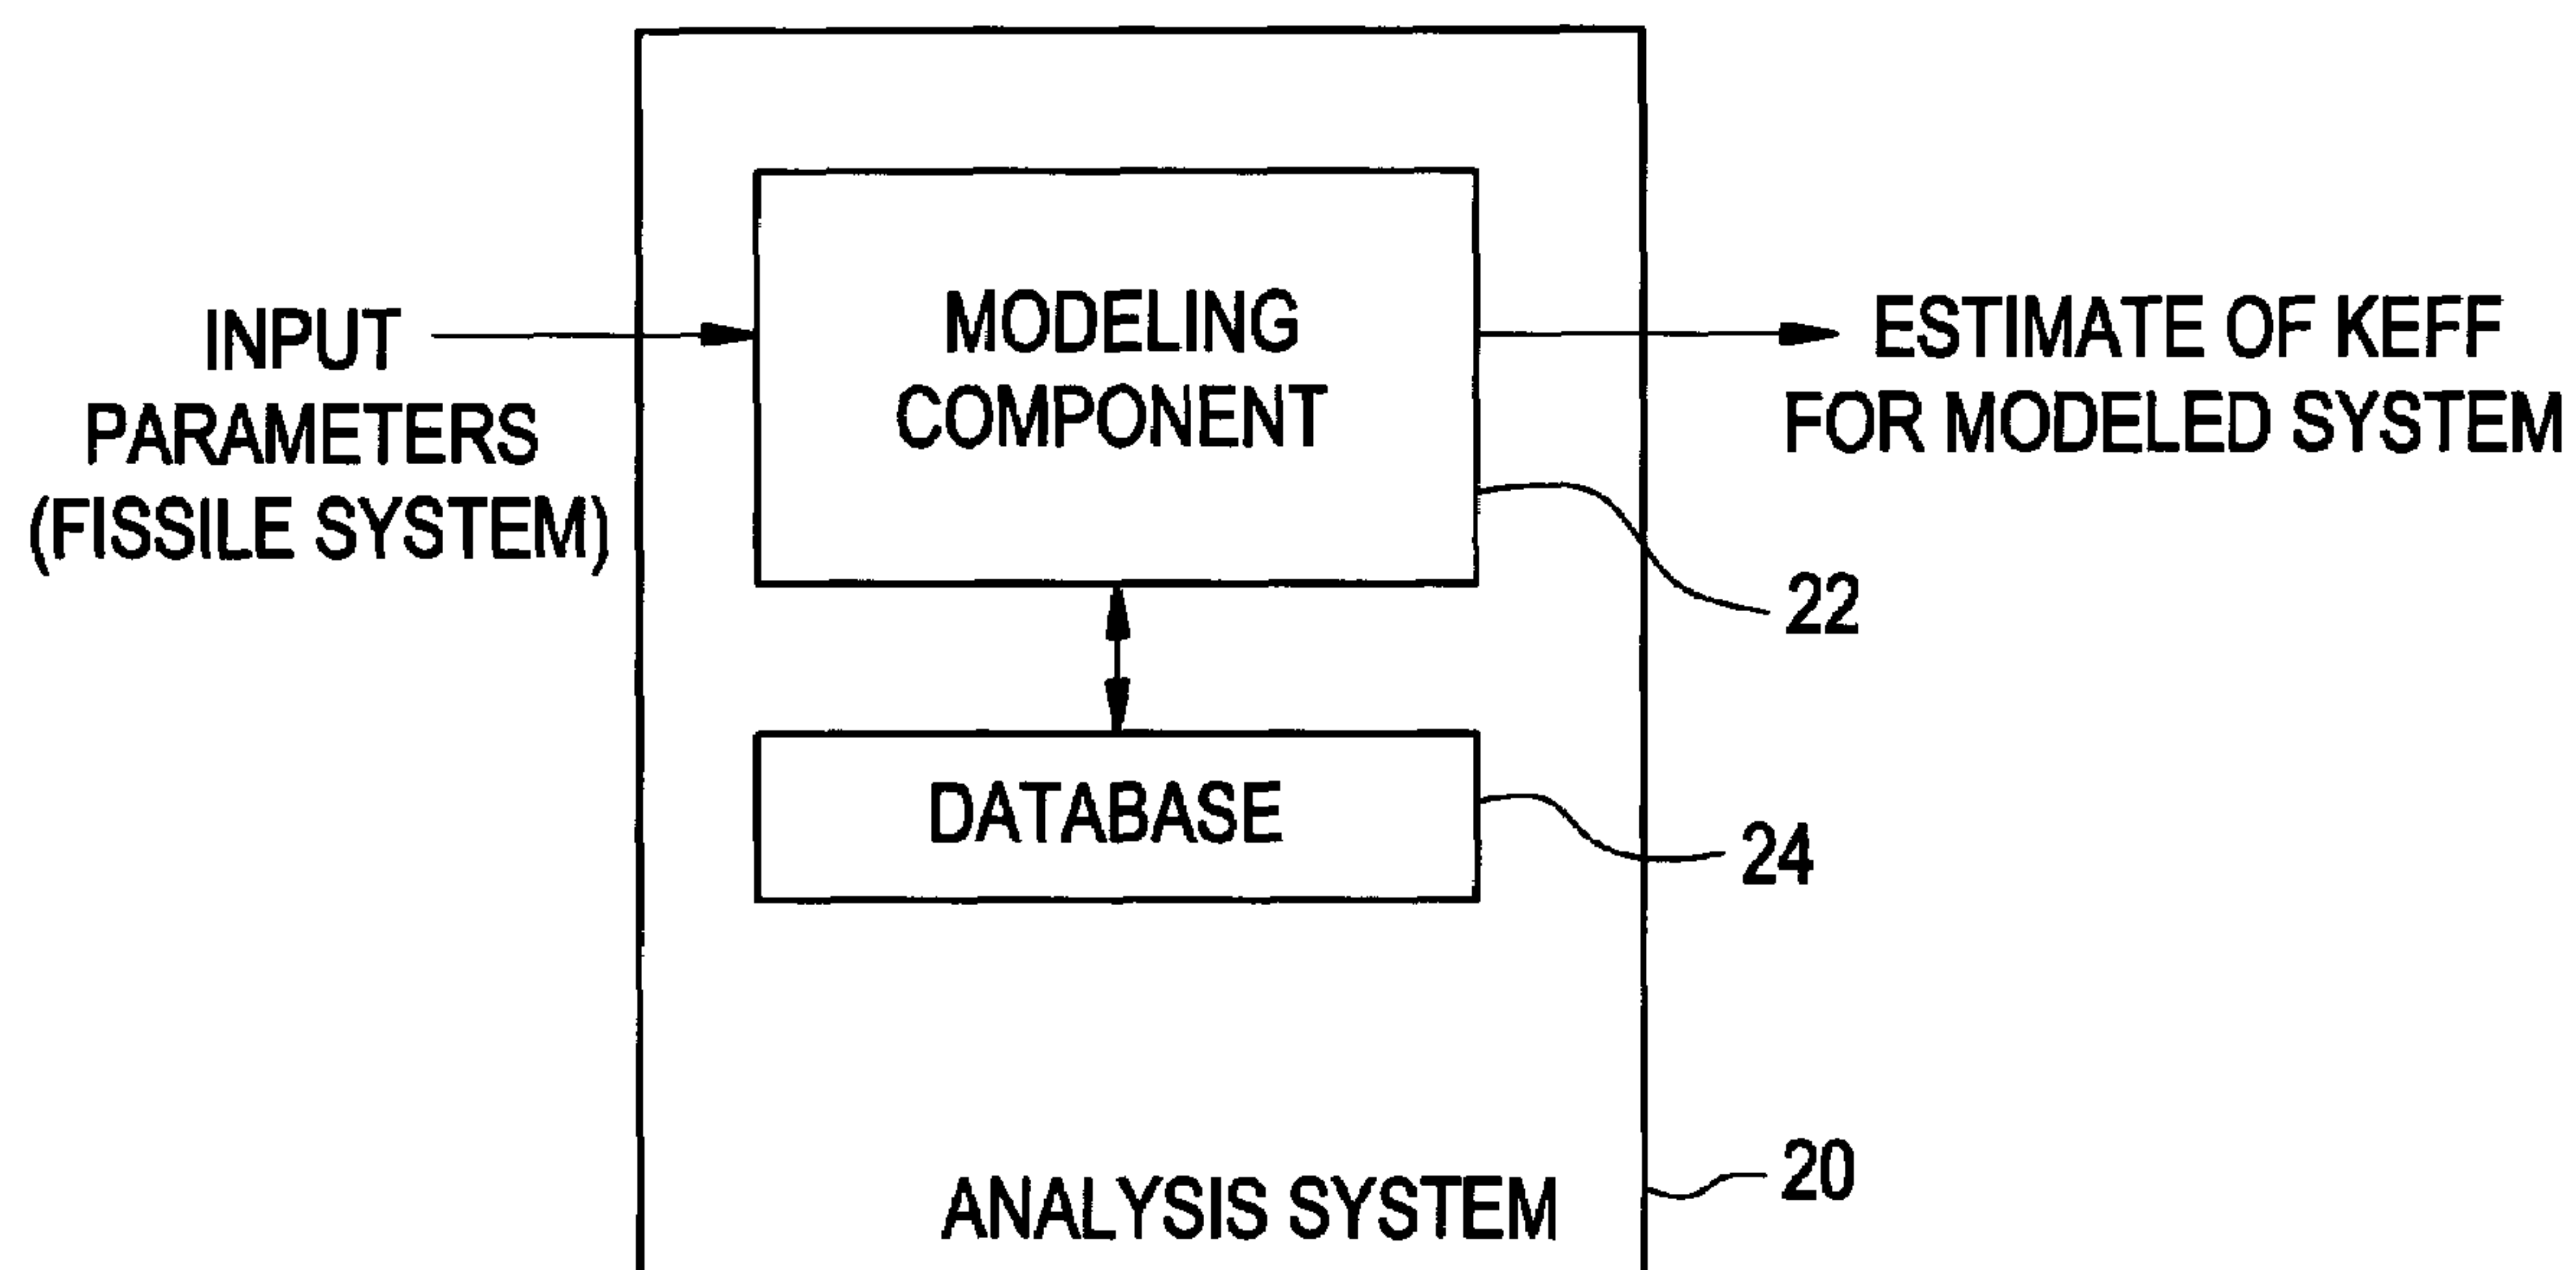 INPUT
PARAMETERS
(FISSILE SYSTEM)
MODELING
COMPONENT
ESTIMATE OF KEFF
FOR MODELED SYSTEM
22
DATABASE
24
20
ANALYSIS SYSTEM